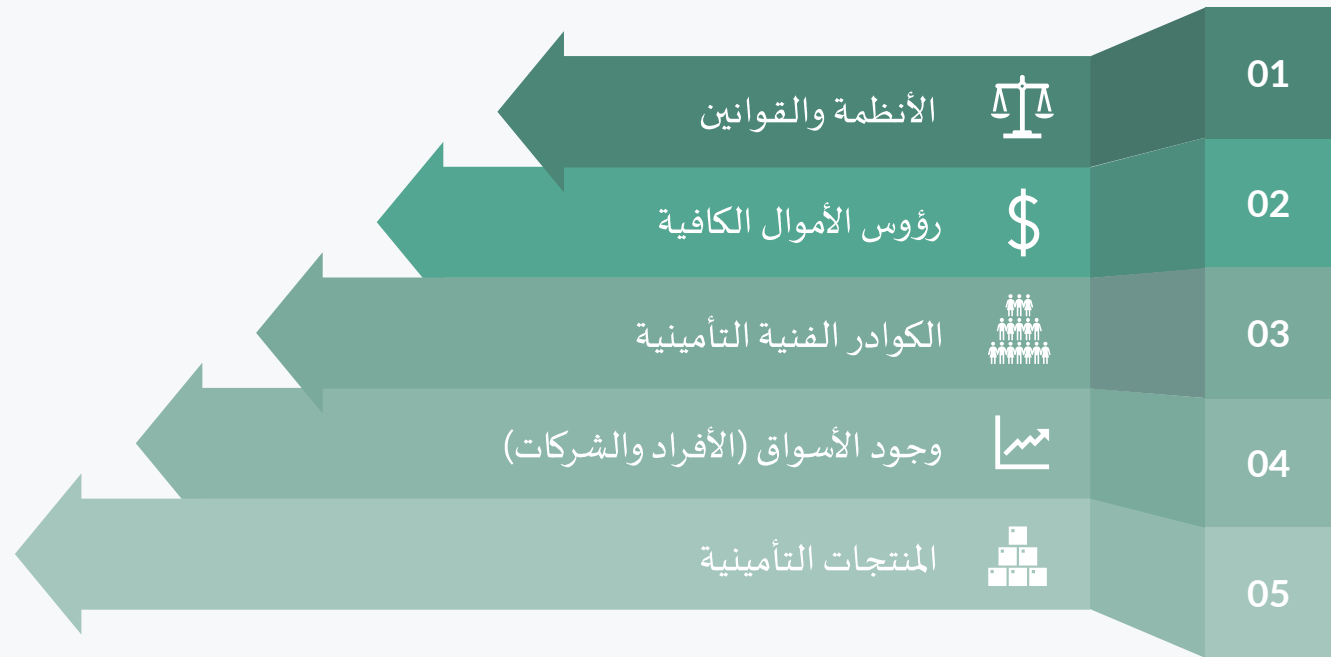 01
الأنظمة والقوانين
02
رؤوس الأموال الكافية
03
الكوادر الفنية التأمينية
04
وجود الأسواق (الأفراد والشركات)
05
المنتجات التأمينية